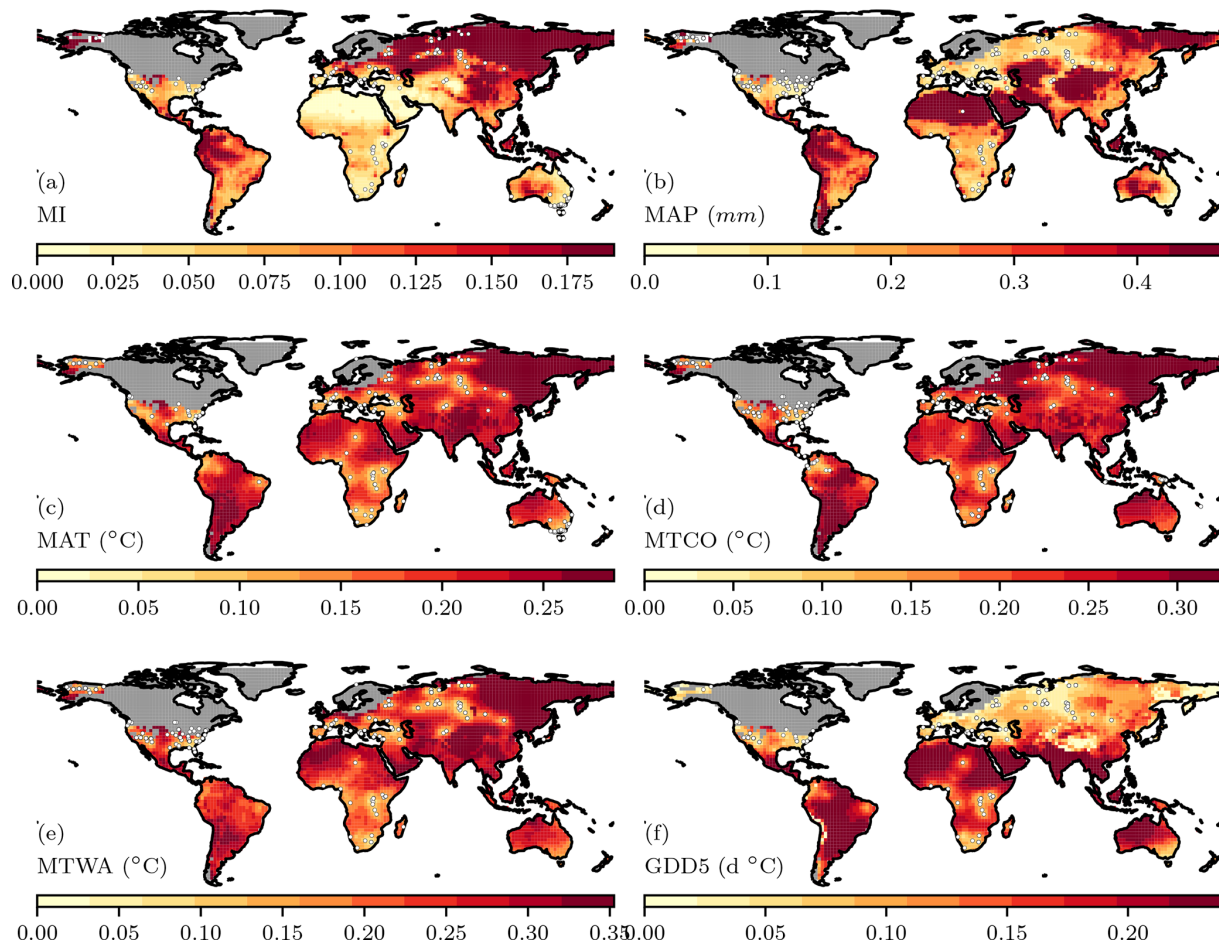 (a)
MI
0.000 0.025 0.050 0.075 0.100 0.125 0.150 0.175
(b)
MAP (mm)
0.0 0.1 0.2 0.3 0.4
(c)
MAT (°C)
0.00 0.05 0.10 0.15 0.20 0.25
(d)
MTCO (°C)
0.00 0.05 0.10 0.15 0.20 0.25 0.30
(e)
MTWA (°C)
0.00 0.05 0.10 0.15 0.20 0.25 0.30 0.35
(f)
GDD5 (d °C)
0.00 0.05 0.10 0.15 0.20